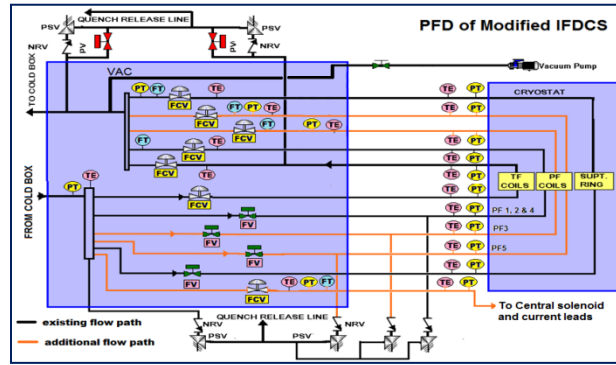 QUENCH RELEASE LINE
PFD of Modified IFDCS
PSV
PSV
NRV
PV
PV
NRV
VAC
Vacuum Pump
TO COLD BOX
PT FT TE TE PT CRYOSTAT
FCV
TE FT PT TE TE PT
FCV
PT TE TE PT
FCV
FT TE TE PT
FCV
TE TE PT
FCV
TF COILS
PF COILS
SUPT. RING
FROM COLD BOX
PT TE
TE PT
FCV
TE PT PF 1, 2 & 4
FV
TE PT PF3
FV
TE PT PF5
FV
TE PT
FV
TE PT FT TE PT
FCV
To Central solenoid
and current leads
existing flow path
additional flow path
NRV
PSV
QUENCH RELEASE LINE
PSV
NRV